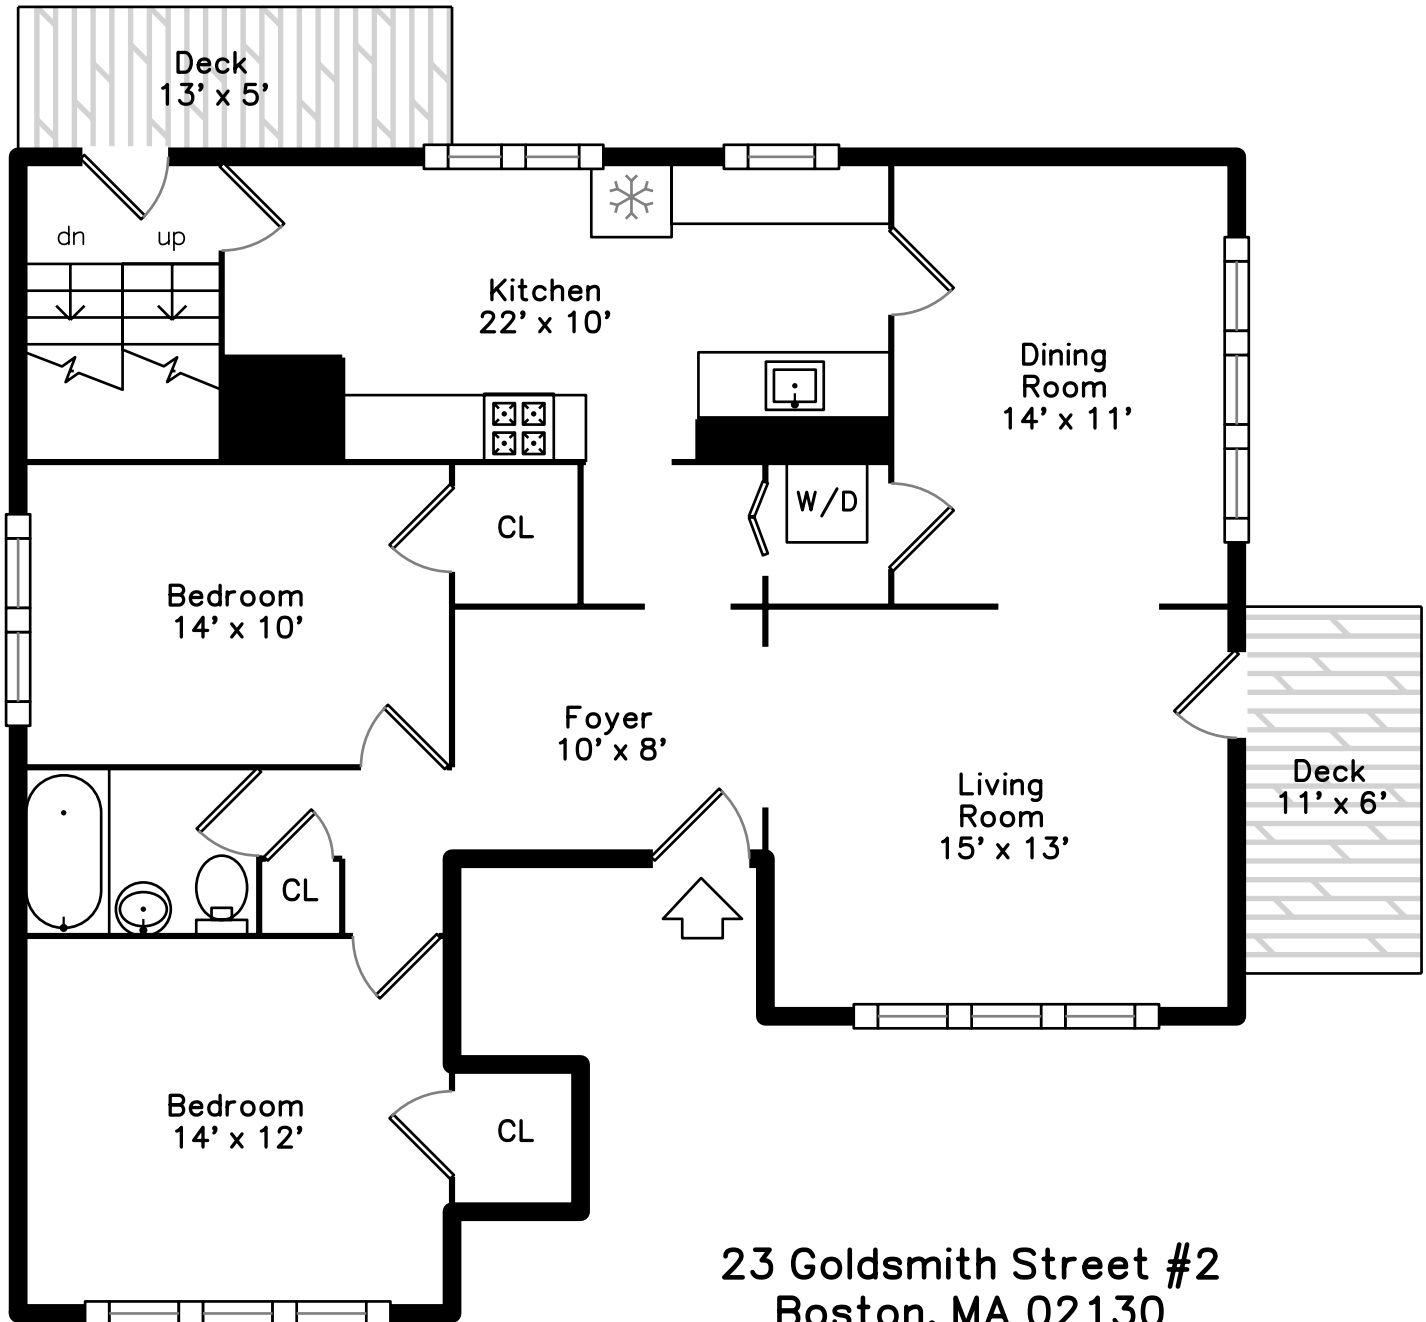 Deck
13' x 5'
dn
up
Kitchen
22' x 10'
Dining
Room
14' x 11'
CL
W/D
Bedroom
14' x 10'
Foyer
10' x 8'
Living
Room
15' x 13'
Deck
11' x 6'
CL
Bedroom
14' x 12'
CL
23 Goldsmith Street #2
Boston, MA 02130